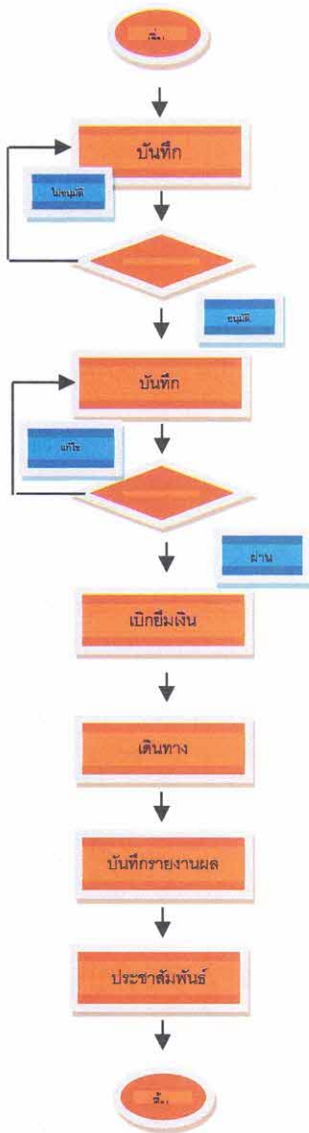 บันทึก
ไม่อนุมัติ
อนุมัติ
บันทึก
แก้ไข
ผ่าน
เบิกยืมเงิน
เดินทาง
บันทึกรายงานผล
ประชาสัมพันธ์